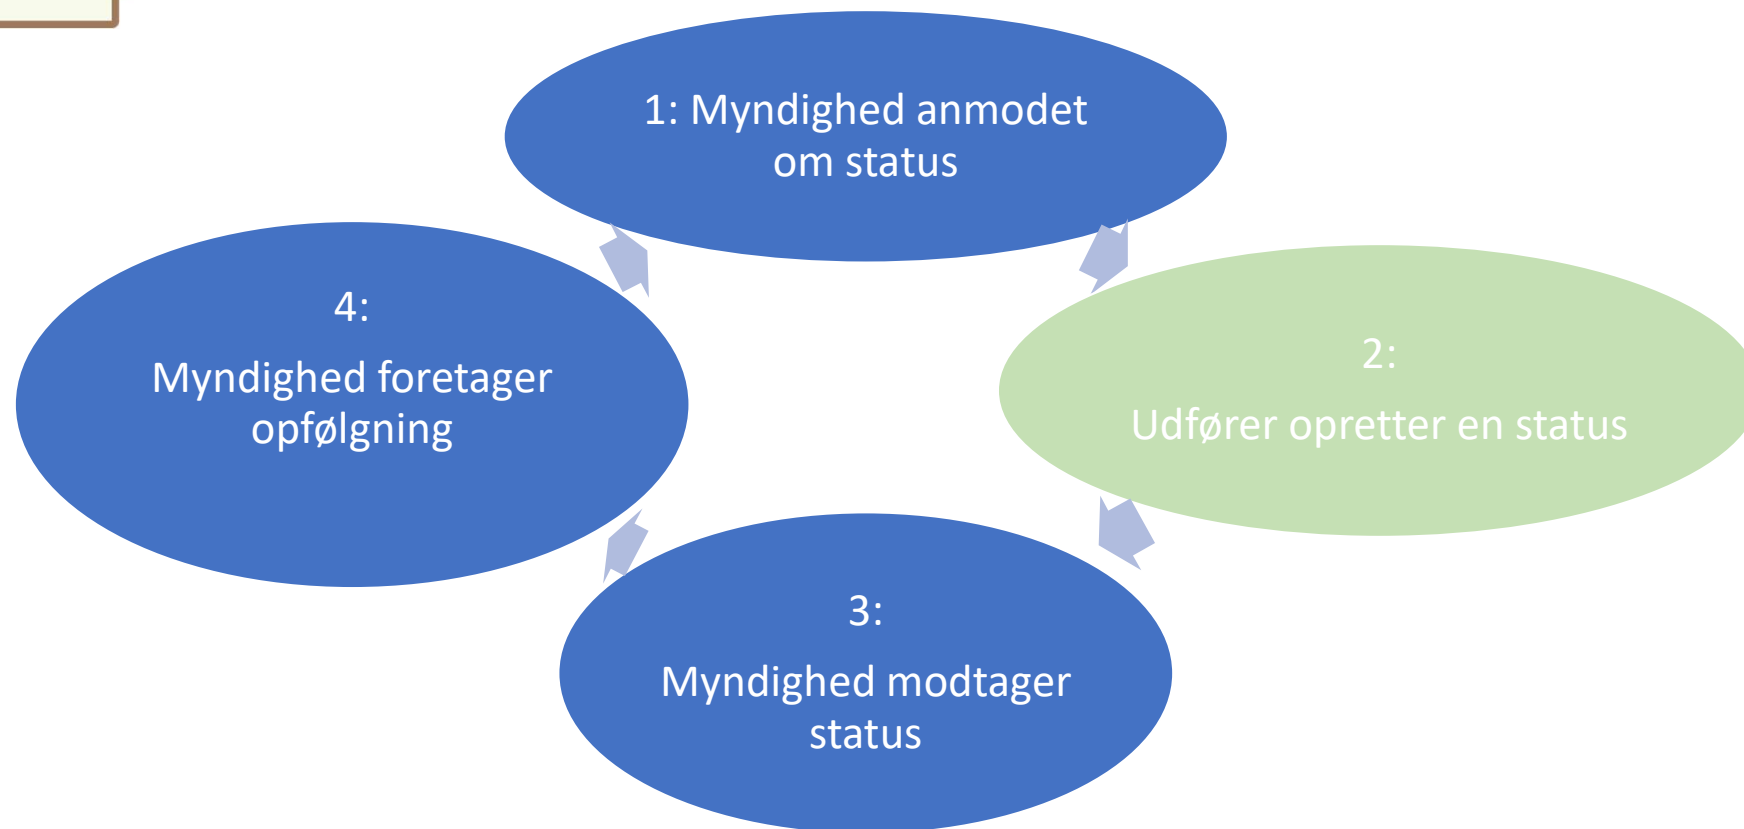 1: Myndighed anmodet
om status
2:
Udfører opretter en status
3:
Myndighed modtager
status
4:
Myndighed foretager
opfølgning